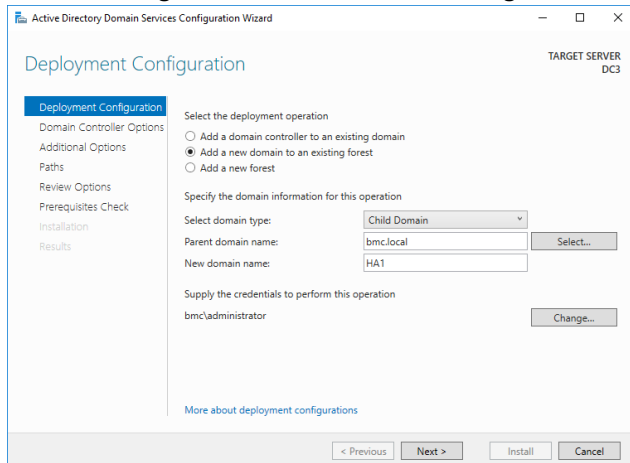 Active Directory Domain Services Configuration Wizard
Deployment Configuration
TARGET SERVER
DC3
Deployment Configuration
Domain Controller Options
Additional Options
Paths
Review Options
Prerequisites Check
Installation
Results
Select the deployment operation
Add a domain controller to an existing domain
Add a new domain to an existing forest
Add a new forest
Specify the domain information for this operation
Select domain type: Child Domain
Parent domain name: bmc.local Select...
New domain name: HA1
Supply the credentials to perform this operation
bmc\administrator Change...
More about deployment configurations
< Previous Next > Install Cancel